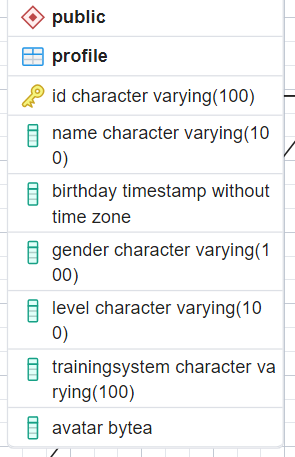 public
profile
id character varying(100)
name character varying(10
0)
birthday timestamp without
time zone
gender character varying(1
00)
level character varying(10
0)
trainingsystem character va
rying(100)
avatar bytea